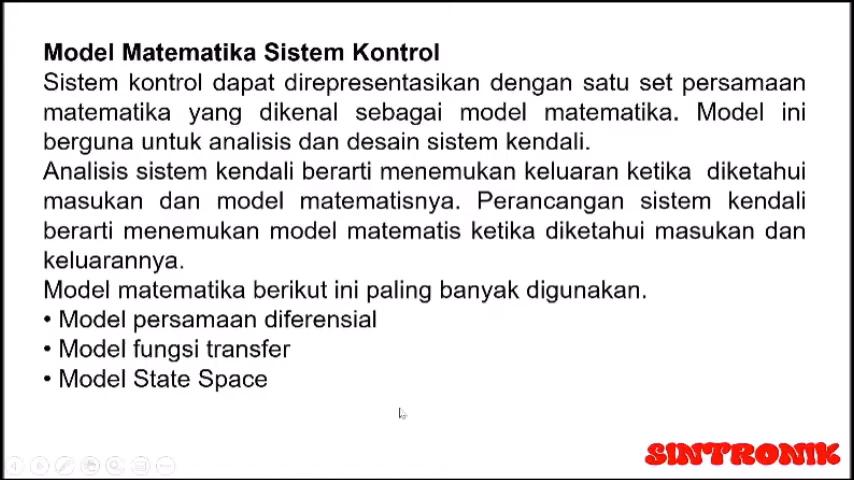 Model Matematika Sistem Kontrol
Sistem kontrol dapat direpresentasikan dengan satu set persamaan
matematika yang dikenal sebagai model matematika. Model ini
berguna untuk analisis dan desain sistem kendali.
Analisis sistem kendali berarti menemukan keluaran ketika diketahui
masukan dan model matematisnya. Perancangan sistem kendali
berarti menemukan model matematis ketika diketahui masukan dan
keluarannya.
Model matematika berikut ini paling banyak digunakan.
• Model persamaan diferensial
• Model fungsi transfer
• Model State Space
SINTRONIK